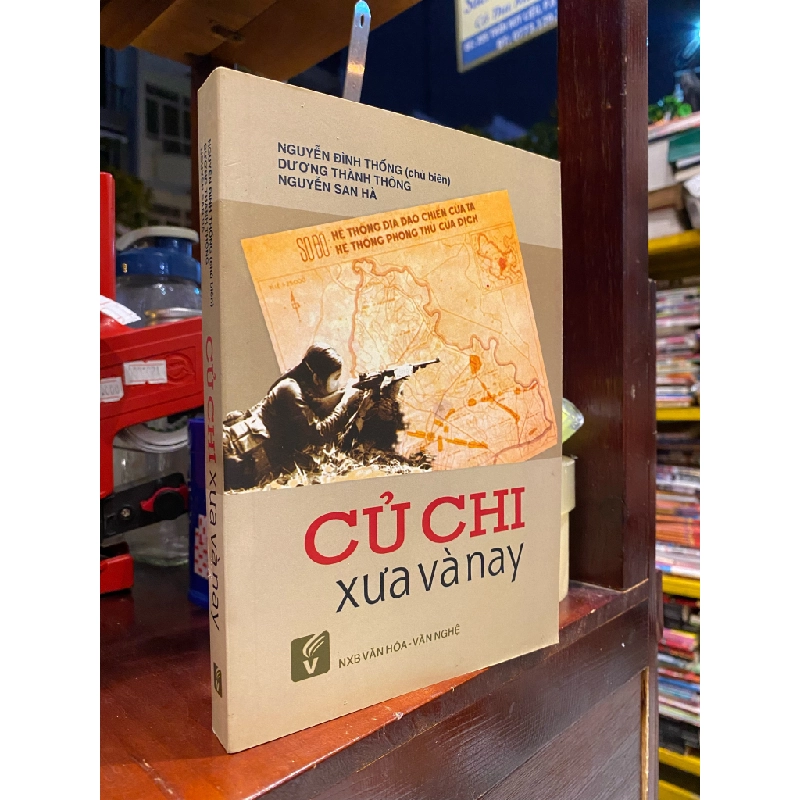 NGUYỄN ĐÌNH THỐNG (chủ biên)
DƯƠNG THÀNH THÔNG
NGUYỄN SAN HÀ
SƠ ĐỒ
HỆ THỐNG ĐỊA ĐẠO CHIẾN CỦA TA
HỆ THỐNG PHÒNG THỦ CỦA ĐỊCH
CỦ CHI
xưa và nay
NXB VĂN HÓA - VĂN NGHỆ
CỦ CHI xưa và nay